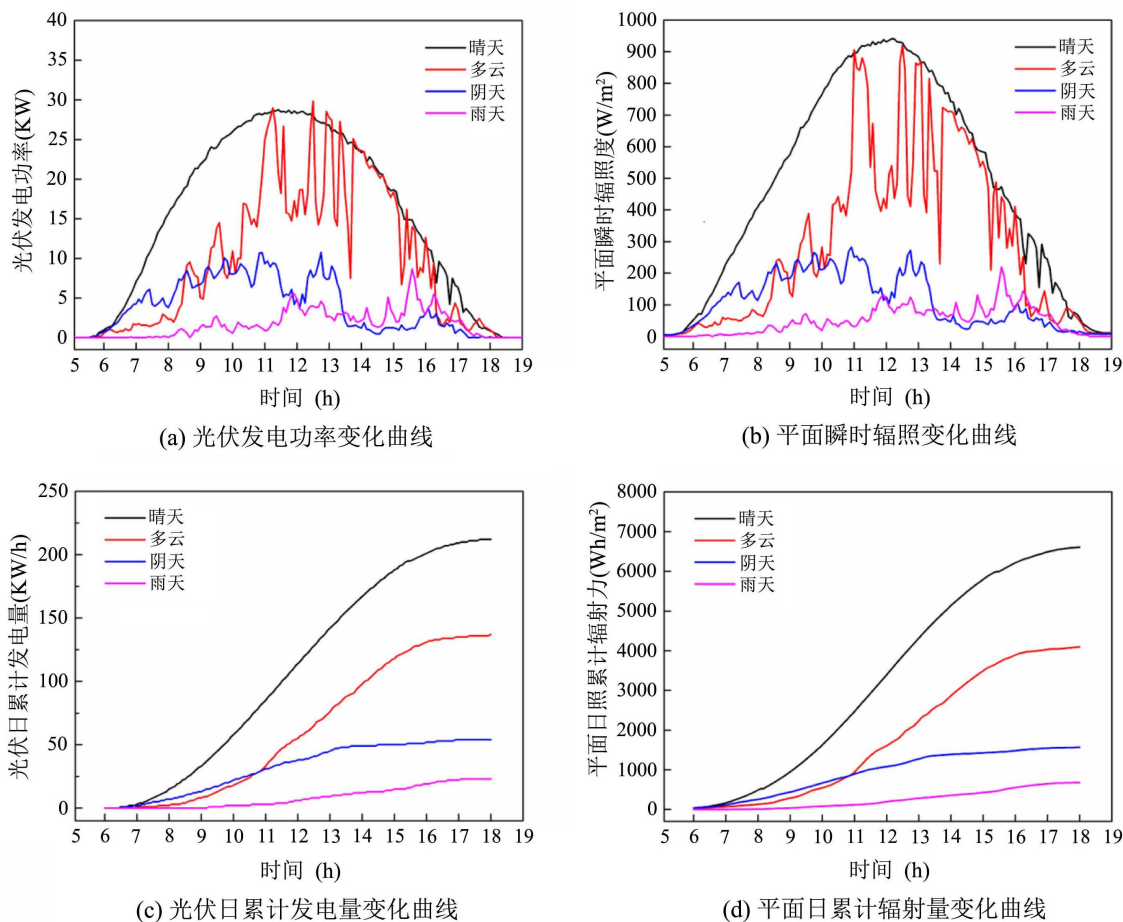 40
35
30
25
20
15
10
5
0
光伏发电功率(KW)
晴天
多云
阴天
雨天
5 6 7 8 9 10 11 12 13 14 15 16 17 18 19
时间 (h)
(a) 光伏发电功率变化曲线
1000
900
800
700
600
500
400
300
200
100
0
平面瞬时辐照度(W/m²)
晴天
多云
阴天
雨天
4 5 6 7 8 9 10 11 12 13 14 15 16 17 18 19
时间 (h)
(b) 平面瞬时辐照变化曲线
250
200
150
100
50
0
光伏日累计发电量(KW/h)
晴天
多云
阴天
雨天
5 6 7 8 9 10 11 12 13 14 15 16 17 18 19
时间 (h)
(c) 光伏日累计发电量变化曲线
8000
7000
6000
5000
4000
3000
2000
1000
0
平面日照累计辐射力(Wh/m²)
晴天
多云
阴天
雨天
5 6 7 8 9 10 11 12 13 14 15 16 17 18 19
时间 (h)
(d) 平面日累计辐射量变化曲线